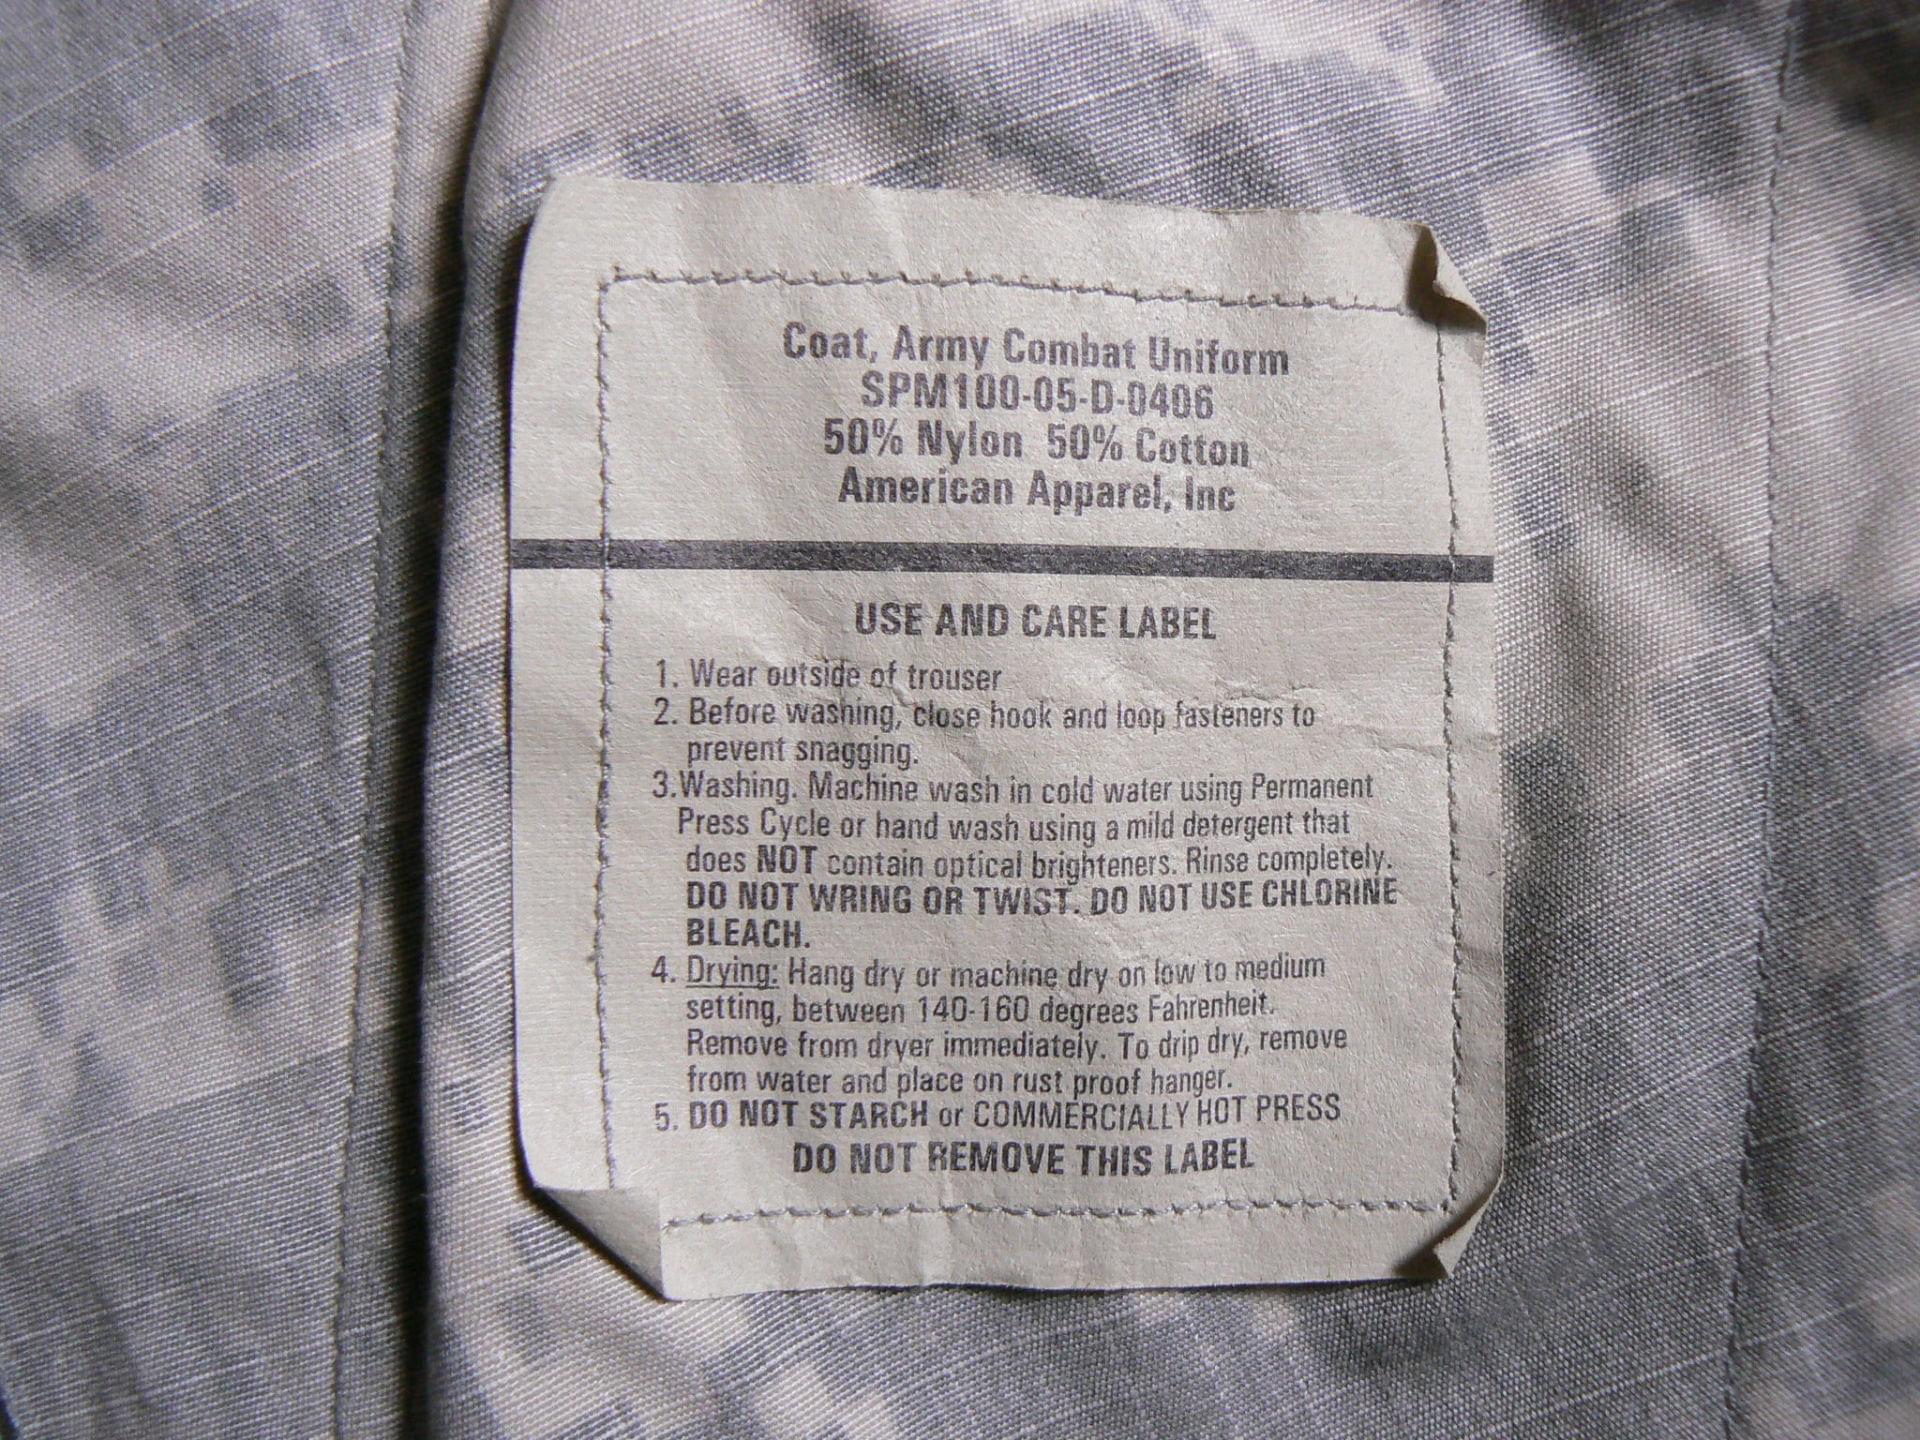 Coat, Army Combat Uniform
SPM100-05-D-0406
50% Nylon 50% Cotton
American Apparel, Inc
USE AND CARE LABEL
1. Wear outside of trouser
2. Before washing, close hook and loop fasteners to
prevent snagging.
3.Washing. Machine wash in cold water using Permanent
Press Cycle or hand wash using a mild detergent that
does NOT contain optical brighteners. Rinse completely.
DO NOT WRING OR TWIST. DO NOT USE CHLORINE
BLEACH.
4. Drying: Hang dry or machine dry on low to medium
setting, between 140-160 degrees Fahrenheit.
Remove from dryer immediately. To drip dry, remove
from water and place on rust proof hanger.
5. DO NOT STARCH or COMMERCIALLY HOT PRESS
DO NOT REMOVE THIS LABEL